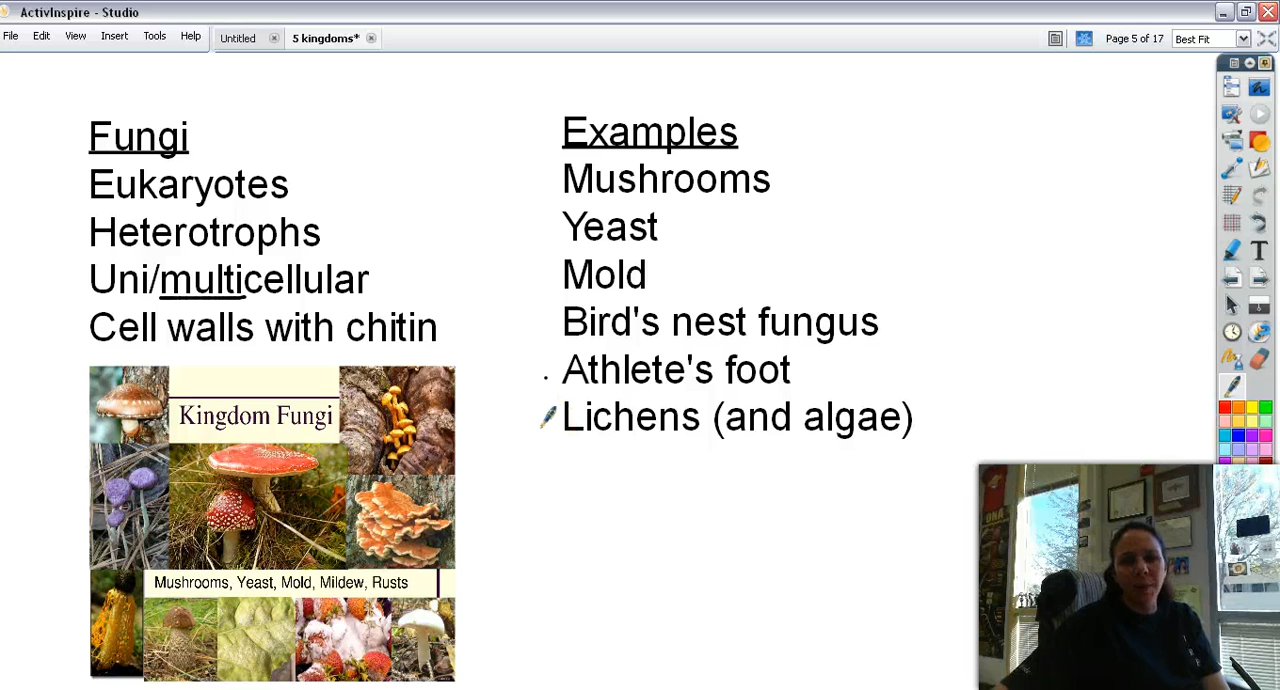 ActivInspire - Studio
File Edit View Insert Tools Help
Untitled 5 kingdoms* Page 5 of 17 Best Fit
Fungi
Eukaryotes
Heterotrophs
Uni/multicellular
Cell walls with chitin
Kingdom Fungi
Mushrooms, Yeast, Mold, Mildew, Rusts
Examples
Mushrooms
Yeast
Mold
Bird's nest fungus
Athlete's foot
Lichens (and algae)
DNA